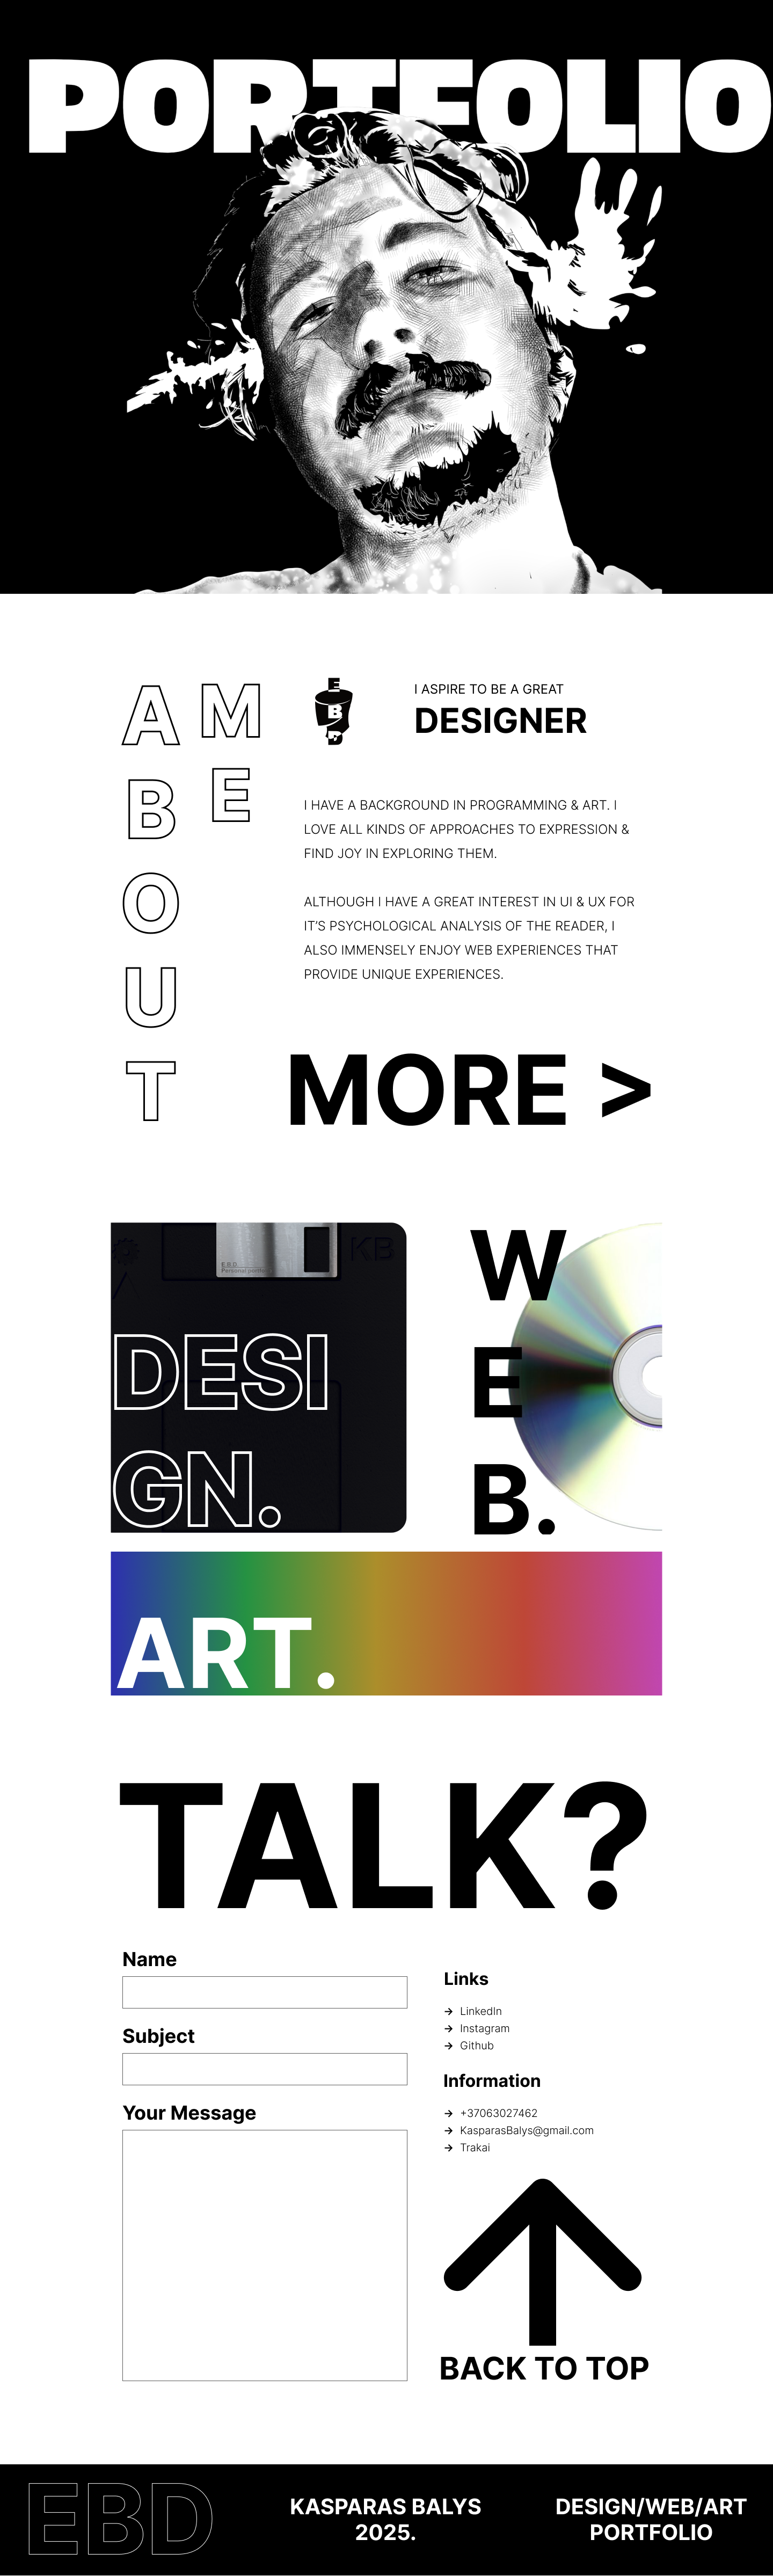 PORTFOLIO
A M
B E
O
U
T
E
B
D
I ASPIRE TO BE A GREAT
DESIGNER
I HAVE A BACKGROUND IN PROGRAMMING & ART. I
LOVE ALL KINDS OF APPROACHES TO EXPRESSION &
FIND JOY IN EXPLORING THEM.
ALTHOUGH I HAVE A GREAT INTEREST IN UI & UX FOR
IT'S PSYCHOLOGICAL ANALYSIS OF THE READER, I
ALSO IMMENSELY ENJOY WEB EXPERIENCES THAT
PROVIDE UNIQUE EXPERIENCES.
MORE >
KB
E.B.D
Personal portfolio
DESI
GN.
W
E
B.
ART.
TALK?
Name
Subject
Your Message
Links
→ LinkedIn
→ Instagram
→ Github
Information
→ +37063027462
→ KasparasBalys@gmail.com
→ Trakai
BACK TO TOP
EBD
KASPARAS BALYS
2025.
DESIGN/WEB/ART
PORTFOLIO